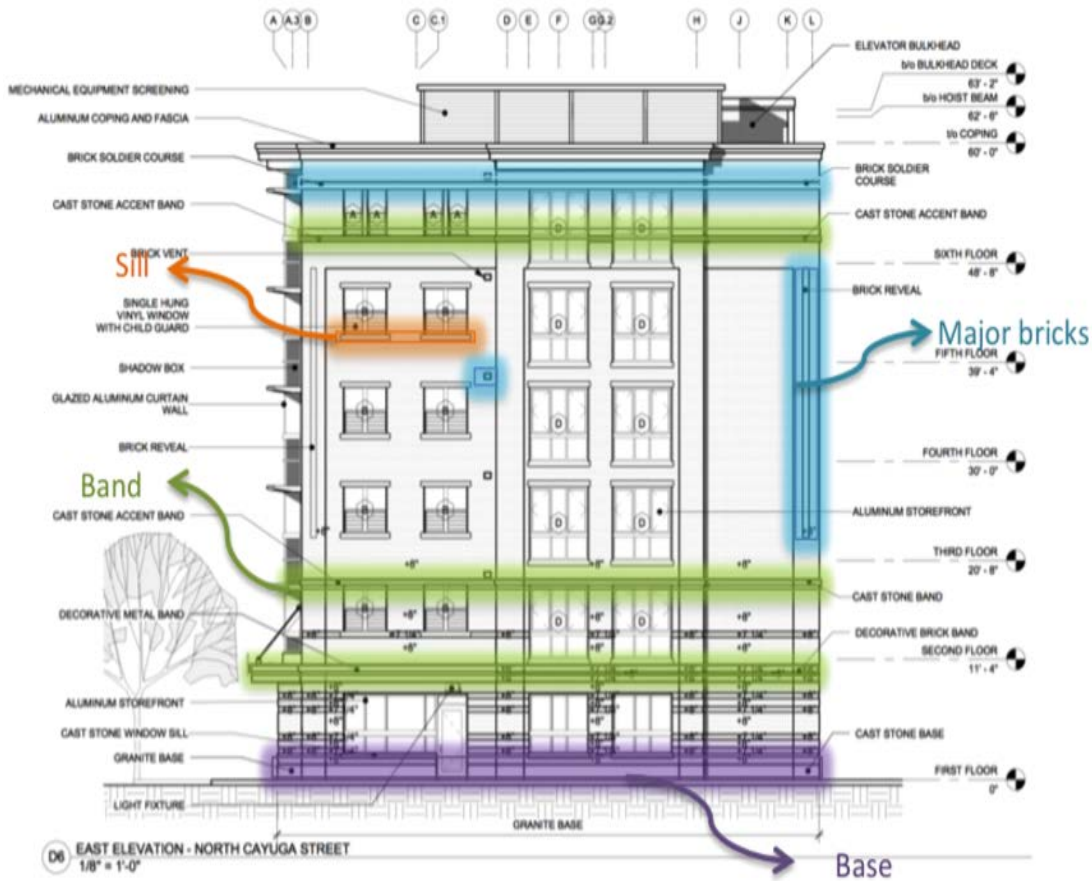 A A.3 B C C.1 D E F G G.2 H J K L
ELEVATOR BULKHEAD
b/o BULKHEAD DECK
63' - 2"
b/o HOIST BEAM
62' - 6"
t/o COPING
60' - 0"
MECHANICAL EQUIPMENT SCREENING
ALUMINUM COPING AND FASCIA
BRICK SOLDIER COURSE
BRICK SOLDIER
COURSE
CAST STONE ACCENT BAND
CAST STONE ACCENT BAND
A A A A
D
BRICK VENT
Sill
SIXTH FLOOR
48' - 8"
BRICK REVEAL
SINGLE HUNG
VINYL WINDOW
WITH CHILD GUARD
B B D
Major bricks
FIFTH FLOOR
39' - 4"
SHADOW BOX
GLAZED ALUMINUM CURTAIN
WALL
B B D
BRICK REVEAL
FOURTH FLOOR
30' - 0"
Band
CAST STONE ACCENT BAND
B B D
ALUMINUM STOREFRONT
+8" +8"
THIRD FLOOR
20' - 8"
+8" +8" +8"
CAST STONE BAND
B B D
DECORATIVE METAL BAND
DECORATIVE BRICK BAND
SECOND FLOOR
11' - 4"
ALUMINUM STOREFRONT
CAST STONE WINDOW SILL
CAST STONE BASE
GRANITE BASE
FIRST FLOOR
0"
LIGHT FIXTURE
GRANITE BASE
D6 EAST ELEVATION - NORTH CAYUGA STREET
1/8" = 1'-0"
Base